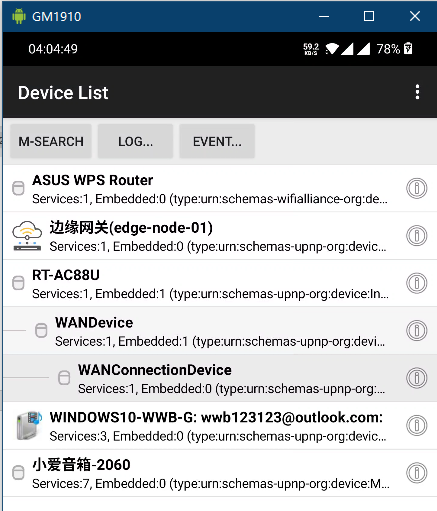 GM1910
04:04:49
59.2
KB/S
78%
Device List
M-SEARCH
LOG...
EVENT...
ASUS WPS Router
Services:1, Embedded:0 (type:urn:schemas-wifialliance-org:de...
边缘网关(edge-node-01)
Services:1, Embedded:0 (type:urn:schemas-upnp-org:devic...
RT-AC88U
Services:1, Embedded:1 (type:urn:schemas-upnp-org:device:In...
WANDevice
Services:1, Embedded:1 (type:urn:schemas-upnp-org:devi...
WANConnectionDevice
Services:1, Embedded:0 (type:urn:schemas-upnp-org:...
WINDOWS10-WWB-G: wwb123123@outlook.com:
Services:3, Embedded:0 (type:urn:schemas-upnp-org:devic...
小爱音箱-2060
Services:7, Embedded:0 (type:urn:schemas-upnp-org:device:M...